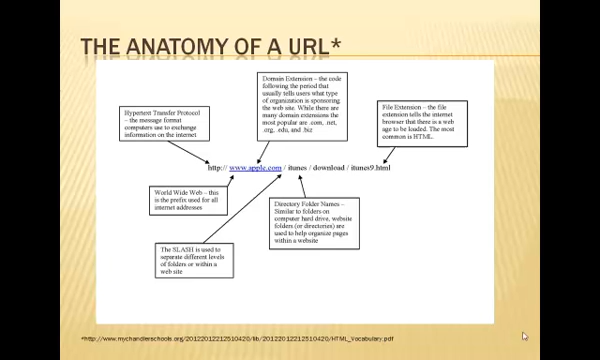 THE ANATOMY OF A URL*
Domain Extension – the code
following the period that
usually tells users what type
of organization is sponsoring
the web site. While there are
many domain extensions the
most popular are .com, .net,
.org, .edu, and .biz
Hypertext Transfer Protocol
– the message format
computers use to exchange
information on the internet
File Extension – the file
extension tells the internet
browser that there is a web
age to be loaded. The most
common is HTML.
http:// www.apple.com / itunes / download / itunes9.html
World Wide Web – this
is the prefix used for all
internet addresses
Directory Folder Names –
Similar to folders on
computer hard drive, website
folders (or directories) are
used to help organize pages
within a website
The SLASH is used to
separate different levels
of folders or within a
web site
*http://www.mychandlerschools.org/20122012212510420/lib/20122012212510420/HTML_Vocabulary.pdf